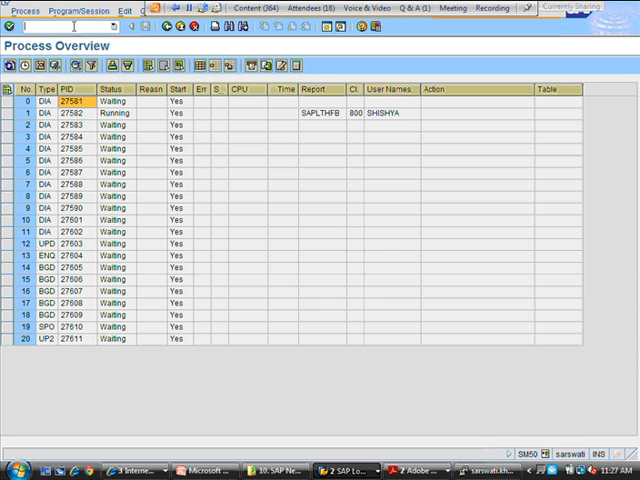 Process Program/Session Edit G Content (364) Attendees (18) Voice & Video Q & A (1) Meeting Recording Currently Sharing
Process Overview
No. Type PID Status Reasn Start Err S CPU Time Report Cl. User Names Action Table
0 DIA 27581 Waiting Yes
1 DIA 27582 Running Yes SAPLTHFB 800 SHISHYA
2 DIA 27583 Waiting Yes
3 DIA 27584 Waiting Yes
4 DIA 27585 Waiting Yes
5 DIA 27586 Waiting Yes
6 DIA 27587 Waiting Yes
7 DIA 27588 Waiting Yes
8 DIA 27589 Waiting Yes
9 DIA 27590 Waiting Yes
10 DIA 27601 Waiting Yes
11 DIA 27602 Waiting Yes
12 UPD 27603 Waiting Yes
13 ENQ 27604 Waiting Yes
14 BGD 27605 Waiting Yes
15 BGD 27606 Waiting Yes
16 BGD 27607 Waiting Yes
17 BGD 27608 Waiting Yes
18 BGD 27609 Waiting Yes
19 SPO 27610 Waiting Yes
20 UP2 27611 Waiting Yes
SM50 sarswati INS
3 Interne... Microsoft ... 10. SAP Ne... 2 SAP Lo... 2 Adobe ... sarswati.kh... 11:27 AM